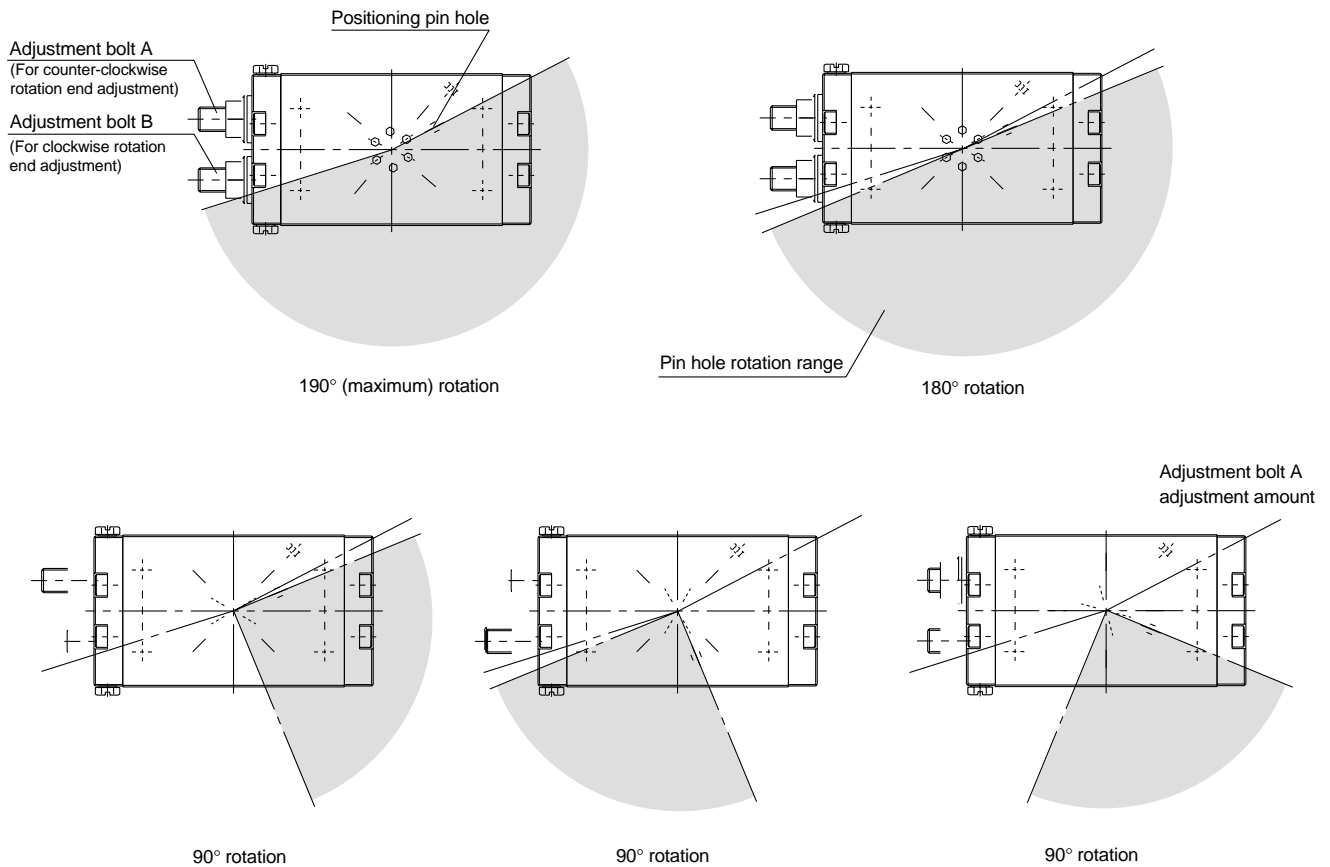 Positioning pin hole
Adjustment bolt A
(For counter-clockwise
rotation end adjustment)
Adjustment bolt B
(For clockwise rotation
end adjustment)
190° (maximum) rotation
Pin hole rotation range
180° rotation
Adjustment bolt A
adjustment amount
90° rotation
90° rotation
90° rotation